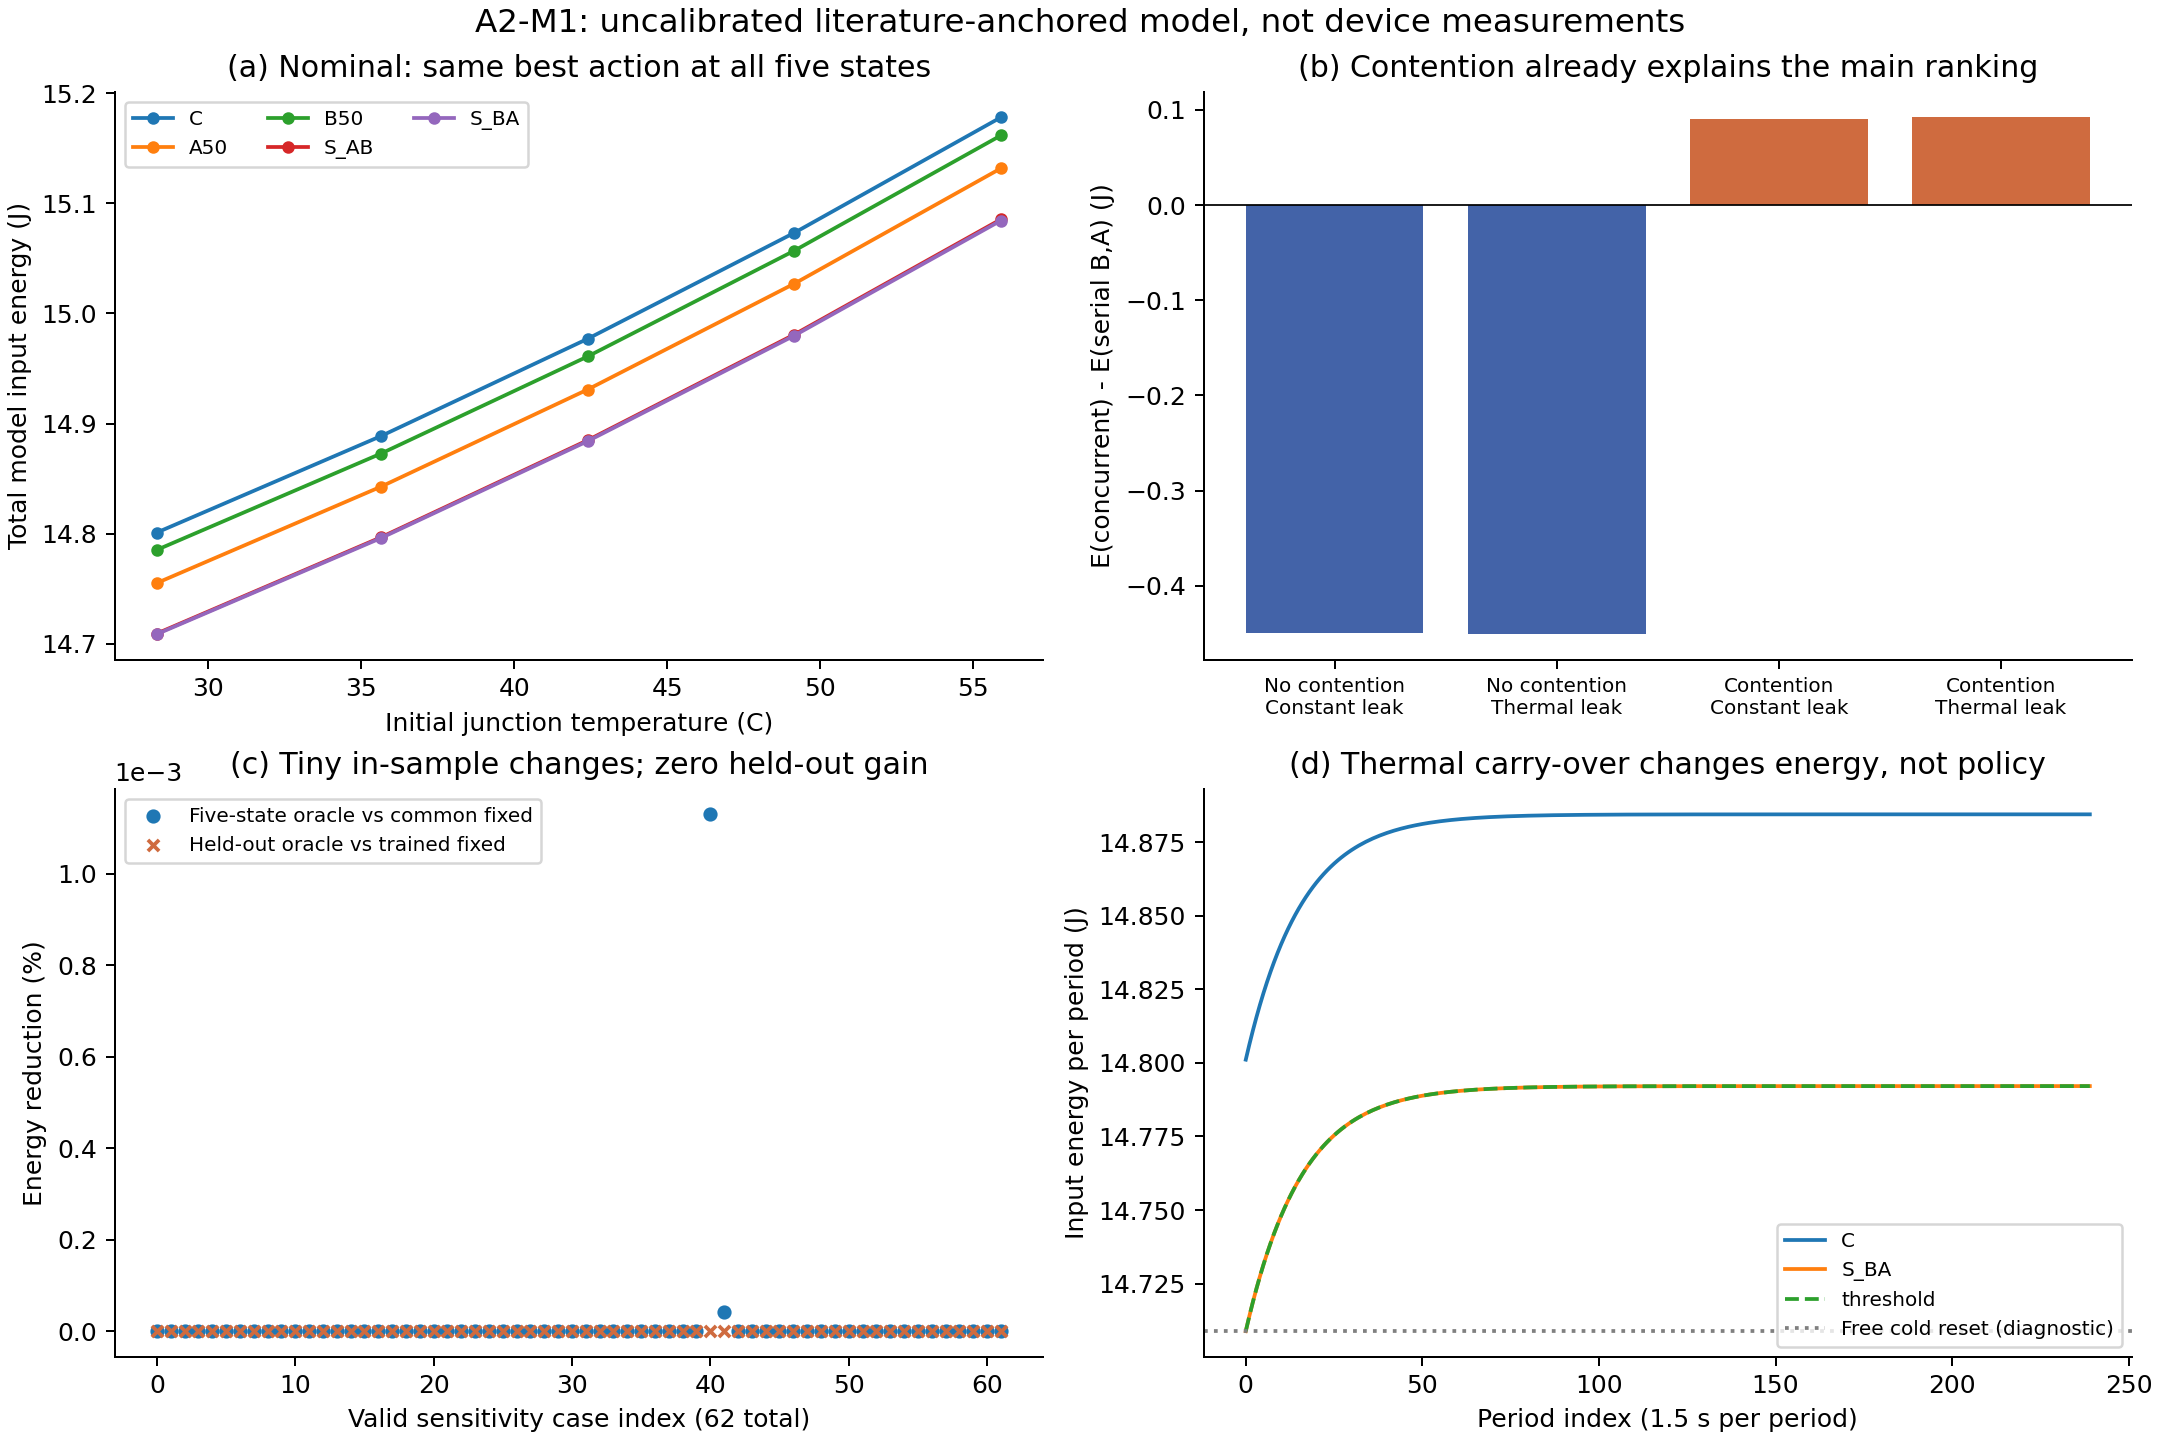 A2-M1: uncalibrated literature-anchored model, not device measurements
(a) Nominal: same best action at all five states
Total model input energy (J)
15.2
15.1
15.0
14.9
14.8
14.7
C
A50
B50
S_AB
S_BA
30
35
40
45
50
55
Initial junction temperature (C)
(b) Contention already explains the main ranking
E(concurrent) - E(serial B,A) (J)
0.1
0.0
−0.1
−0.2
−0.3
−0.4
No contention
Constant leak
No contention
Thermal leak
Contention
Constant leak
Contention
Thermal leak
(c) Tiny in-sample changes; zero held-out gain
1e−3
Energy reduction (%)
1.0
0.8
0.6
0.4
0.2
0.0
Five-state oracle vs common fixed
Held-out oracle vs trained fixed
0
10
20
30
40
50
60
Valid sensitivity case index (62 total)
(d) Thermal carry-over changes energy, not policy
Input energy per period (J)
14.875
14.850
14.825
14.800
14.775
14.750
14.725
C
S_BA
threshold
Free cold reset (diagnostic)
0
50
100
150
200
250
Period index (1.5 s per period)